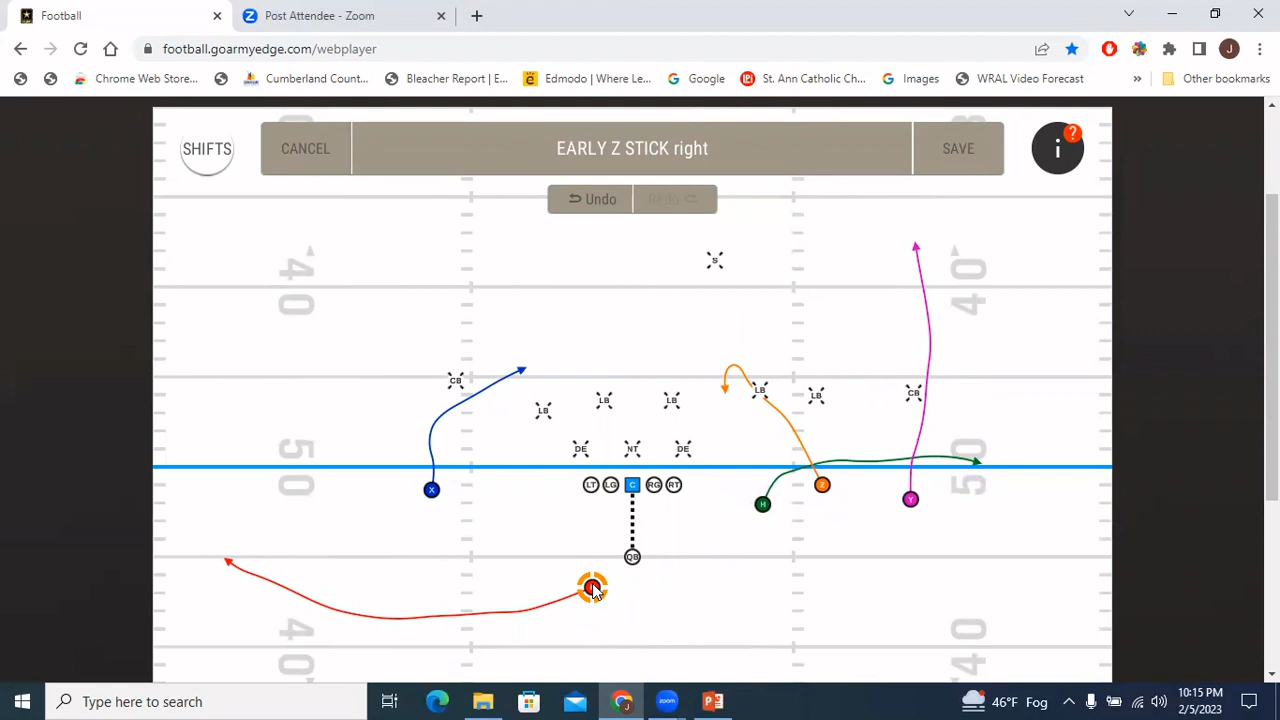 Football
Post Attendee - Zoom
football.goarmyedge.com/webplayer
J
Chrome Web Store...
Cumberland Count...
Bleacher Report | E...
Edmodo | Where Le...
Google
St. Ann Catholic Ch...
Images
WRAL Video Forecast
Other bookmarks
SHIFTS
CANCEL
EARLY Z STICK right
SAVE
i
?
Undo
Redo
S
40
40
CB
LB
LB
LB
LB
LB
CB
50
DE
NT
DE
50
X
LT
LG
C
RG
RT
H
Z
Y
QB
40
40
Type here to search
zoom
46°F Fog
10:15 PM
2/5/2023